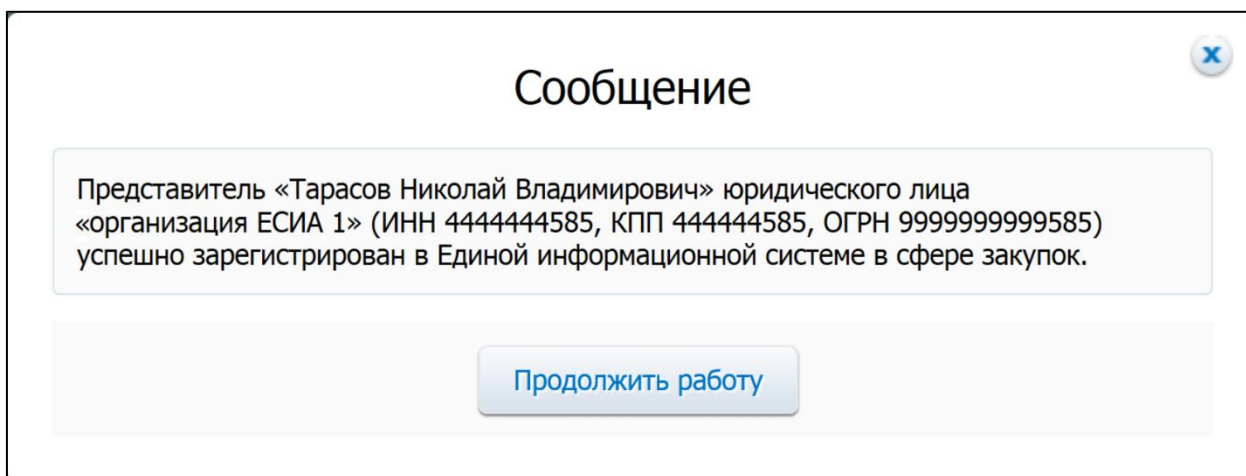 x
Сообщение
Представитель «Тарасов Николай Владимирович» юридического лица
«организация ЕСИА 1» (ИНН 4444444585, КПП 444444585, ОГРН 9999999999585)
успешно зарегистрирован в Единой информационной системе в сфере закупок.
Продолжить работу